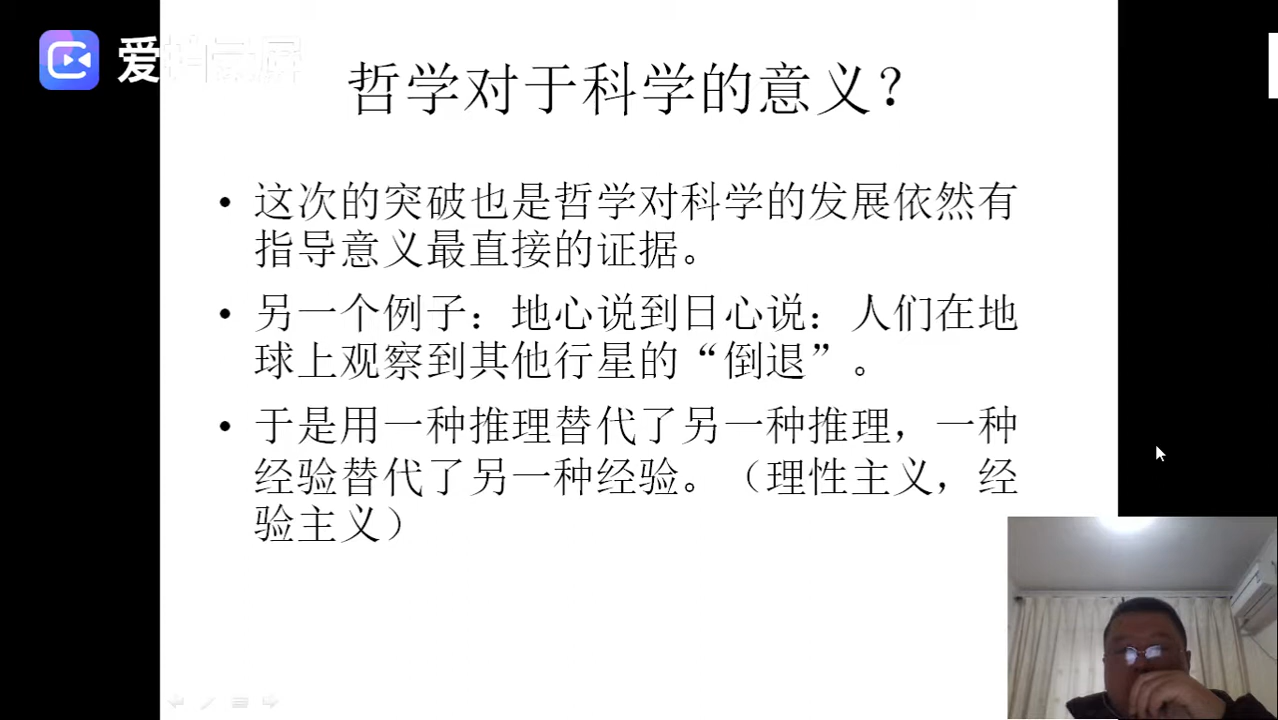 爱
哲学对于科学的意义？
• 这次的突破也是哲学对科学的发展依然有
指导意义最直接的证据。
• 另一个例子：地心说到日心说：人们在地
球上观察到其他行星的“倒退”。
• 于是用一种推理替代了另一种推理，一种
经验替代了另一种经验。（理性主义，经
验主义）